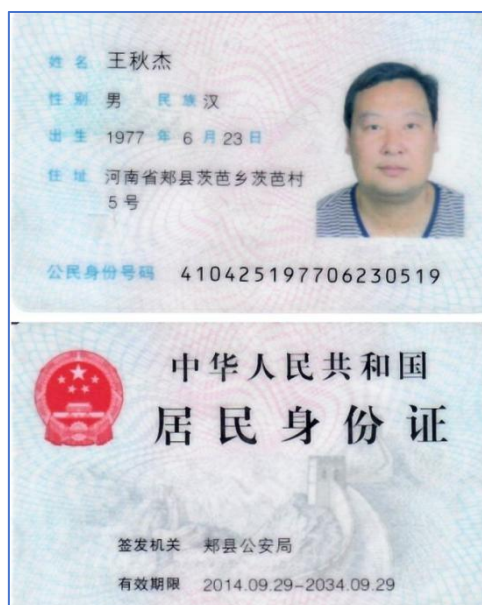 姓名 王秋杰
性别 男 民族 汉
出生 1977 年 6 月 23 日
住址 河南省郏县茨芭乡茨芭村
5号
公民身份号码 410425197706230519
中华人民共和国
居民身份证
签发机关 郏县公安局
有效期限 2014.09.29-2034.09.29